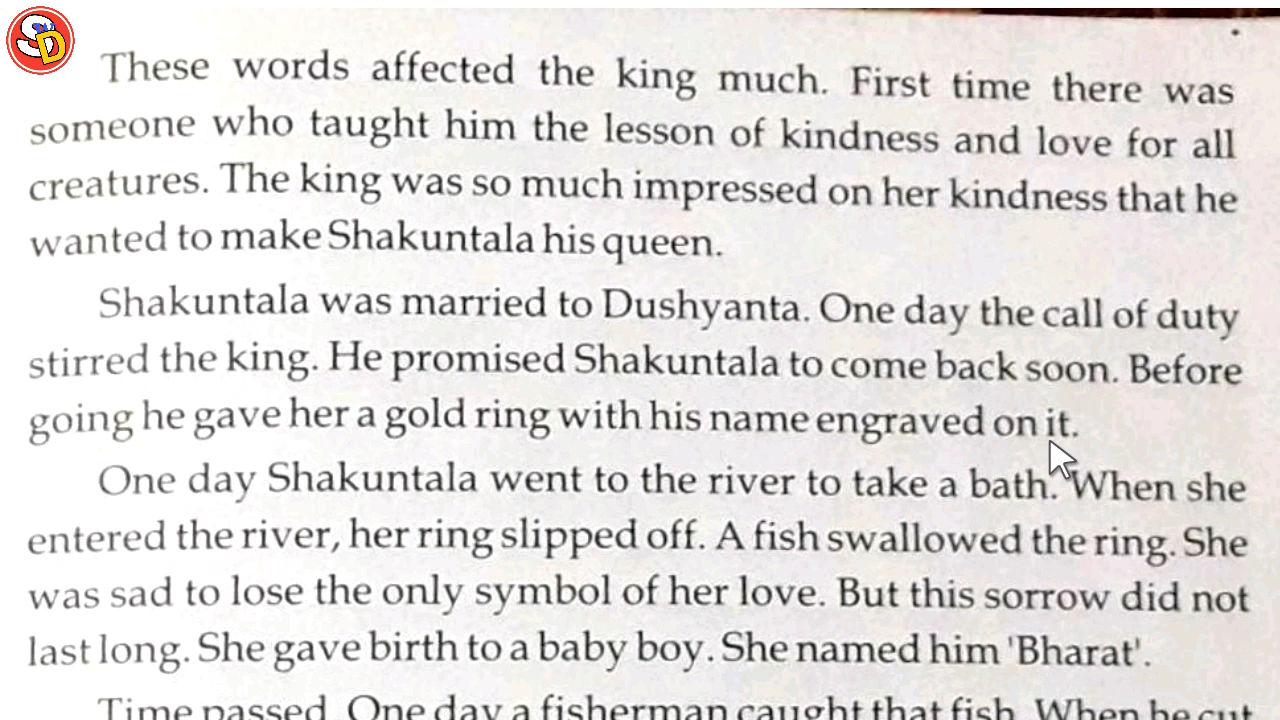 SD
These words affected the king much. First time there was
someone who taught him the lesson of kindness and love for all
creatures. The king was so much impressed on her kindness that he
wanted to make Shakuntala his queen.
Shakuntala was married to Dushyanta. One day the call of duty
stirred the king. He promised Shakuntala to come back soon. Before
going he gave her a gold ring with his name engraved on it.
One day Shakuntala went to the river to take a bath. When she
entered the river, her ring slipped off. A fish swallowed the ring. She
was sad to lose the only symbol of her love. But this sorrow did not
last long. She gave birth to a baby boy. She named him 'Bharat'.
Time passed. One day a fisherman caught that fish. When he cut